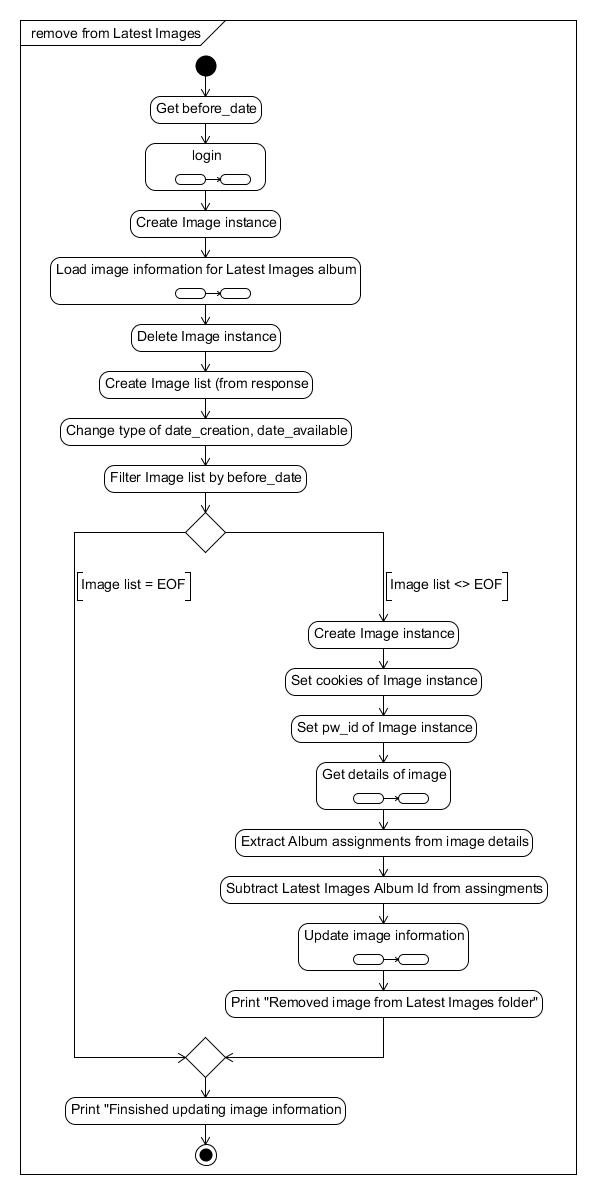 remove from Latest Images
Get before_date
login
Create Image instance
Load image information for Latest Images album
Delete Image instance
Create Image list (from response
Change type of date_creation, date_available
Filter Image list by before_date
[Image list = EOF]
[Image list <> EOF]
Create Image instance
Set cookies of Image instance
Set pw_id of Image instance
Get details of image
Extract Album assignments from image details
Subtract Latest Images Album Id from assingments
Update image information
Print "Removed image from Latest Images folder"
Print "Finsished updating image information